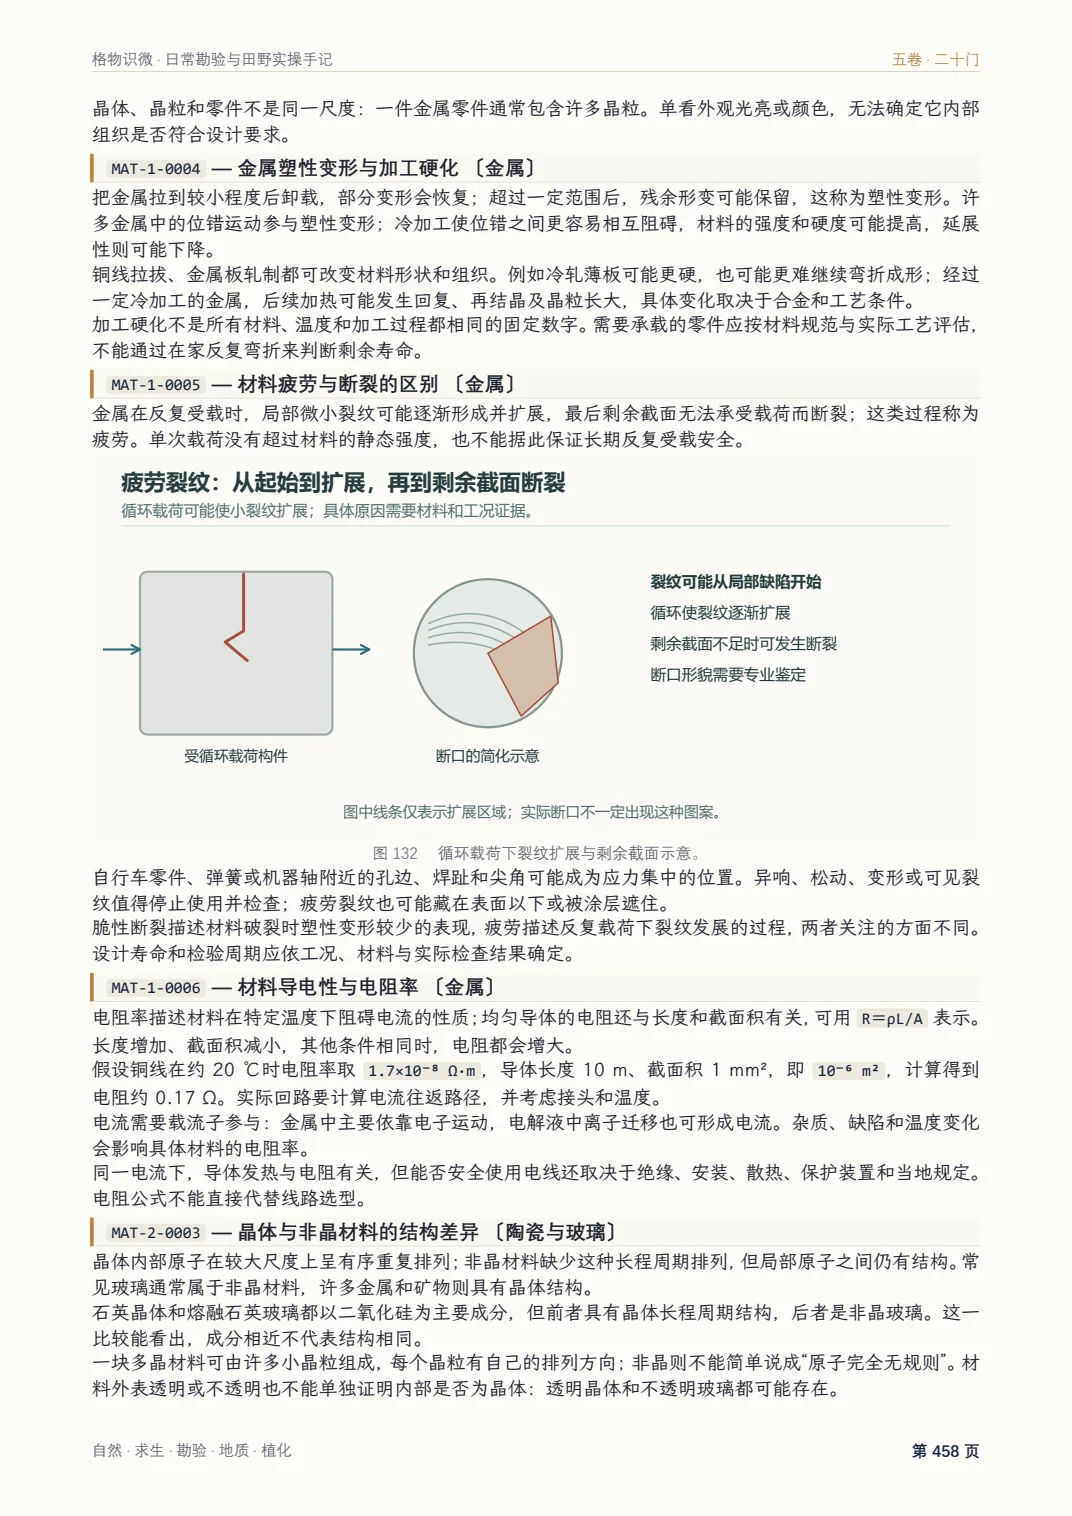 格物识微 · 日常勘验与田野实操手记
五卷 · 二十门
晶体、晶粒和零件不是同一尺度：一件金属零件通常包含许多晶粒。单看外观光亮或颜色，无法确定它内部
组织是否符合设计要求。
MAT-1-0004 — 金属塑性变形与加工硬化 〔金属〕
把金属拉到较小程度后卸载，部分变形会恢复；超过一定范围后，残余形变可能保留，这称为塑性变形。许
多金属中的位错运动参与塑性变形；冷加工使位错之间更容易相互阻碍，材料的强度和硬度可能提高，延展
性则可能下降。
铜线拉拔、金属板轧制都可改变材料形状和组织。例如冷轧薄板可能更硬，也可能更难继续弯折成形；经过
一定冷加工的金属，后续加热可能发生回复、再结晶及晶粒长大，具体变化取决于合金和工艺条件。
加工硬化不是所有材料、温度和加工过程都相同的固定数字。需要承载的零件应按材料规范与实际工艺评估，
不能通过在家反复弯折来判断剩余寿命。
MAT-1-0005 — 材料疲劳与断裂的区别 〔金属〕
金属在反复受载时，局部微小裂纹可能逐渐形成并扩展，最后剩余截面无法承受载荷而断裂；这类过程称为
疲劳。单次载荷没有超过材料的静态强度，也不能据此保证长期反复受载安全。
疲劳裂纹：从起始到扩展，再到剩余截面断裂
循环载荷可能使小裂纹扩展；具体原因需要材料和工况证据。
裂纹可能从局部缺陷开始
循环使裂纹逐渐扩展
剩余截面不足时可发生断裂
断口形貌需要专业鉴定
受循环载荷构件
断口的简化示意
图中线条仅表示扩展区域；实际断口不一定出现这种图案。
图 132 循环载荷下裂纹扩展与剩余截面示意。
自行车零件、弹簧或机器轴附近的孔边、焊趾和尖角可能成为应力集中的位置。异响、松动、变形或可见裂
纹值得停止使用并检查；疲劳裂纹也可能藏在表面以下或被涂层遮住。
脆性断裂描述材料破裂时塑性变形较少的表现，疲劳描述反复载荷下裂纹发展的过程，两者关注的方面不同。
设计寿命和检验周期应依工况、材料与实际检查结果确定。
MAT-1-0006 — 材料导电性与电阻率 〔金属〕
电阻率描述材料在特定温度下阻碍电流的性质；均匀导体的电阻还与长度和截面积有关，可用 R＝ρL/A 表示。
长度增加、截面积减小，其他条件相同时，电阻都会增大。
假设铜线在约 20 ℃时电阻率取 1.7×10⁻⁸ Ω·m，导体长度 10 m、截面积 1 mm²，即 10⁻⁶ m²，计算得到
电阻约 0.17 Ω。实际回路要计算电流往返路径，并考虑接头和温度。
电流需要载流子参与：金属中主要依靠电子运动，电解液中离子迁移也可形成电流。杂质、缺陷和温度变化
会影响具体材料的电阻率。
同一电流下，导体发热与电阻有关，但能否安全使用电线还取决于绝缘、安装、散热、保护装置和当地规定。
电阻公式不能直接代替线路选型。
MAT-2-0003 — 晶体与非晶材料的结构差异 〔陶瓷与玻璃〕
晶体内部原子在较大尺度上呈有序重复排列；非晶材料缺少这种长程周期排列，但局部原子之间仍有结构。常
见玻璃通常属于非晶材料，许多金属和矿物则具有晶体结构。
石英晶体和熔融石英玻璃都以二氧化硅为主要成分，但前者具有晶体长程周期结构，后者是非晶玻璃。这一
比较能看出，成分相近不代表结构相同。
一块多晶材料可由许多小晶粒组成，每个晶粒有自己的排列方向；非晶则不能简单说成“原子完全无规则”。材
料外表透明或不透明也不能单独证明内部是否为晶体：透明晶体和不透明玻璃都可能存在。
自然 · 求生 · 勘验 · 地质 · 植化
第 458 页